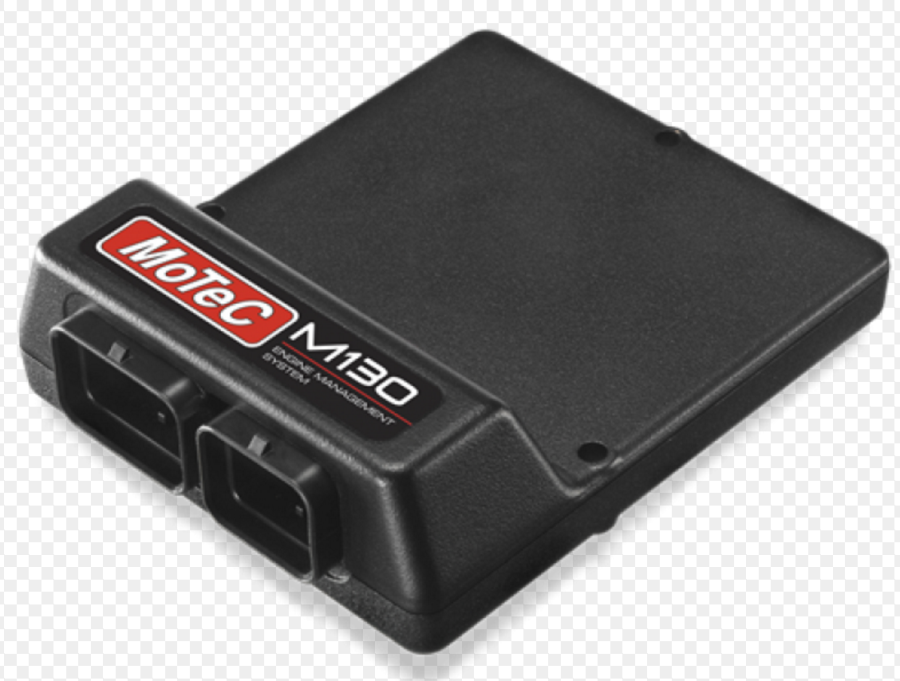 MoTeC
M130
ENGINE MANAGEMENT
SYSTEM